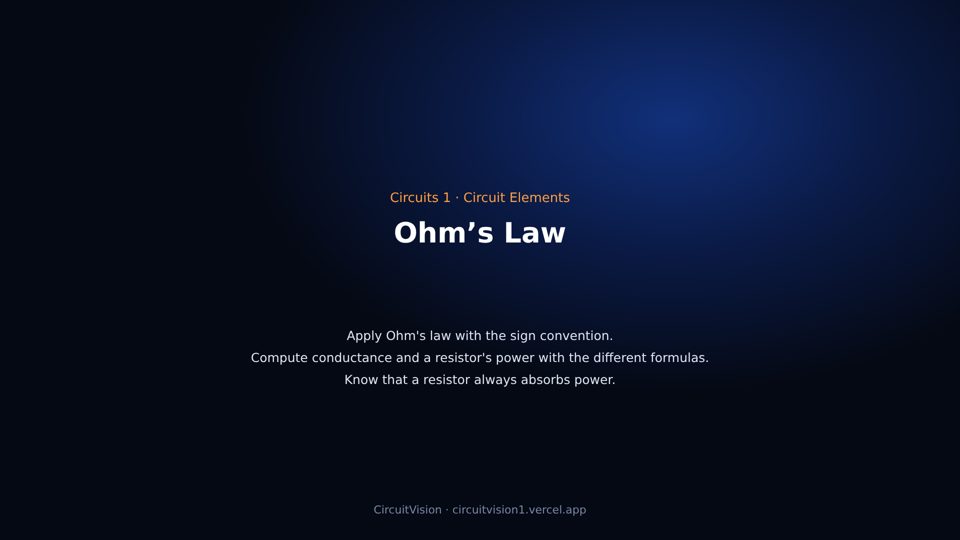 Circuits 1 · Circuit Elements
Ohm’s Law
Apply Ohm's law with the sign convention.
Compute conductance and a resistor's power with the different formulas.
Know that a resistor always absorbs power.
CircuitVision · circuitvision1.vercel.app